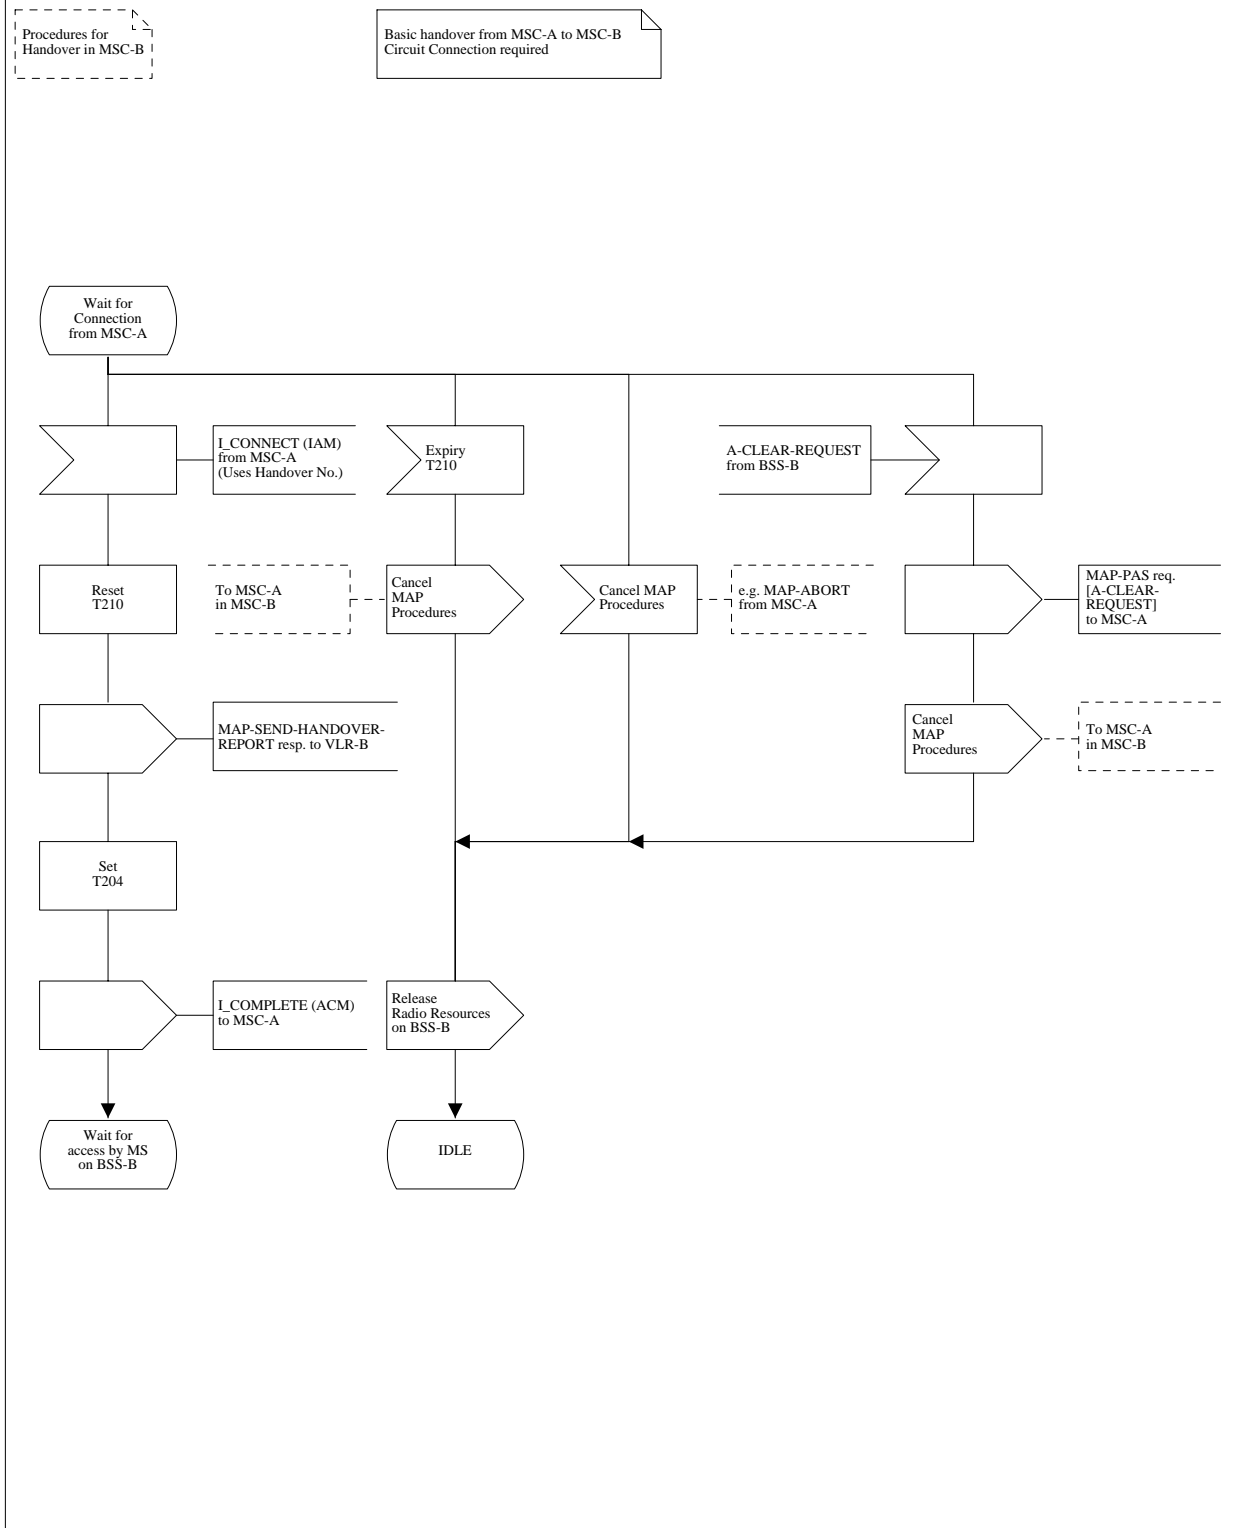 Procedures for
Handover in MSC-B
Basic handover from MSC-A to MSC-B
Circuit Connection required
Wait for
Connection
from MSC-A
I_CONNECT (IAM)
from MSC-A
(Uses Handover No.)
Expiry
T210
A-CLEAR-REQUEST
from BSS-B
Reset
T210
To MSC-A
in MSC-B
Cancel
MAP
Procedures
Cancel MAP
Procedures
e.g. MAP-ABORT
from MSC-A
MAP-PAS req.
[A-CLEAR-
REQUEST]
to MSC-A
MAP-SEND-HANDOVER-
REPORT resp. to VLR-B
Cancel
MAP
Procedures
To MSC-A
in MSC-B
Set
T204
I_COMPLETE (ACM)
to MSC-A
Release
Radio Resources
on BSS-B
Wait for
access by MS
on BSS-B
IDLE